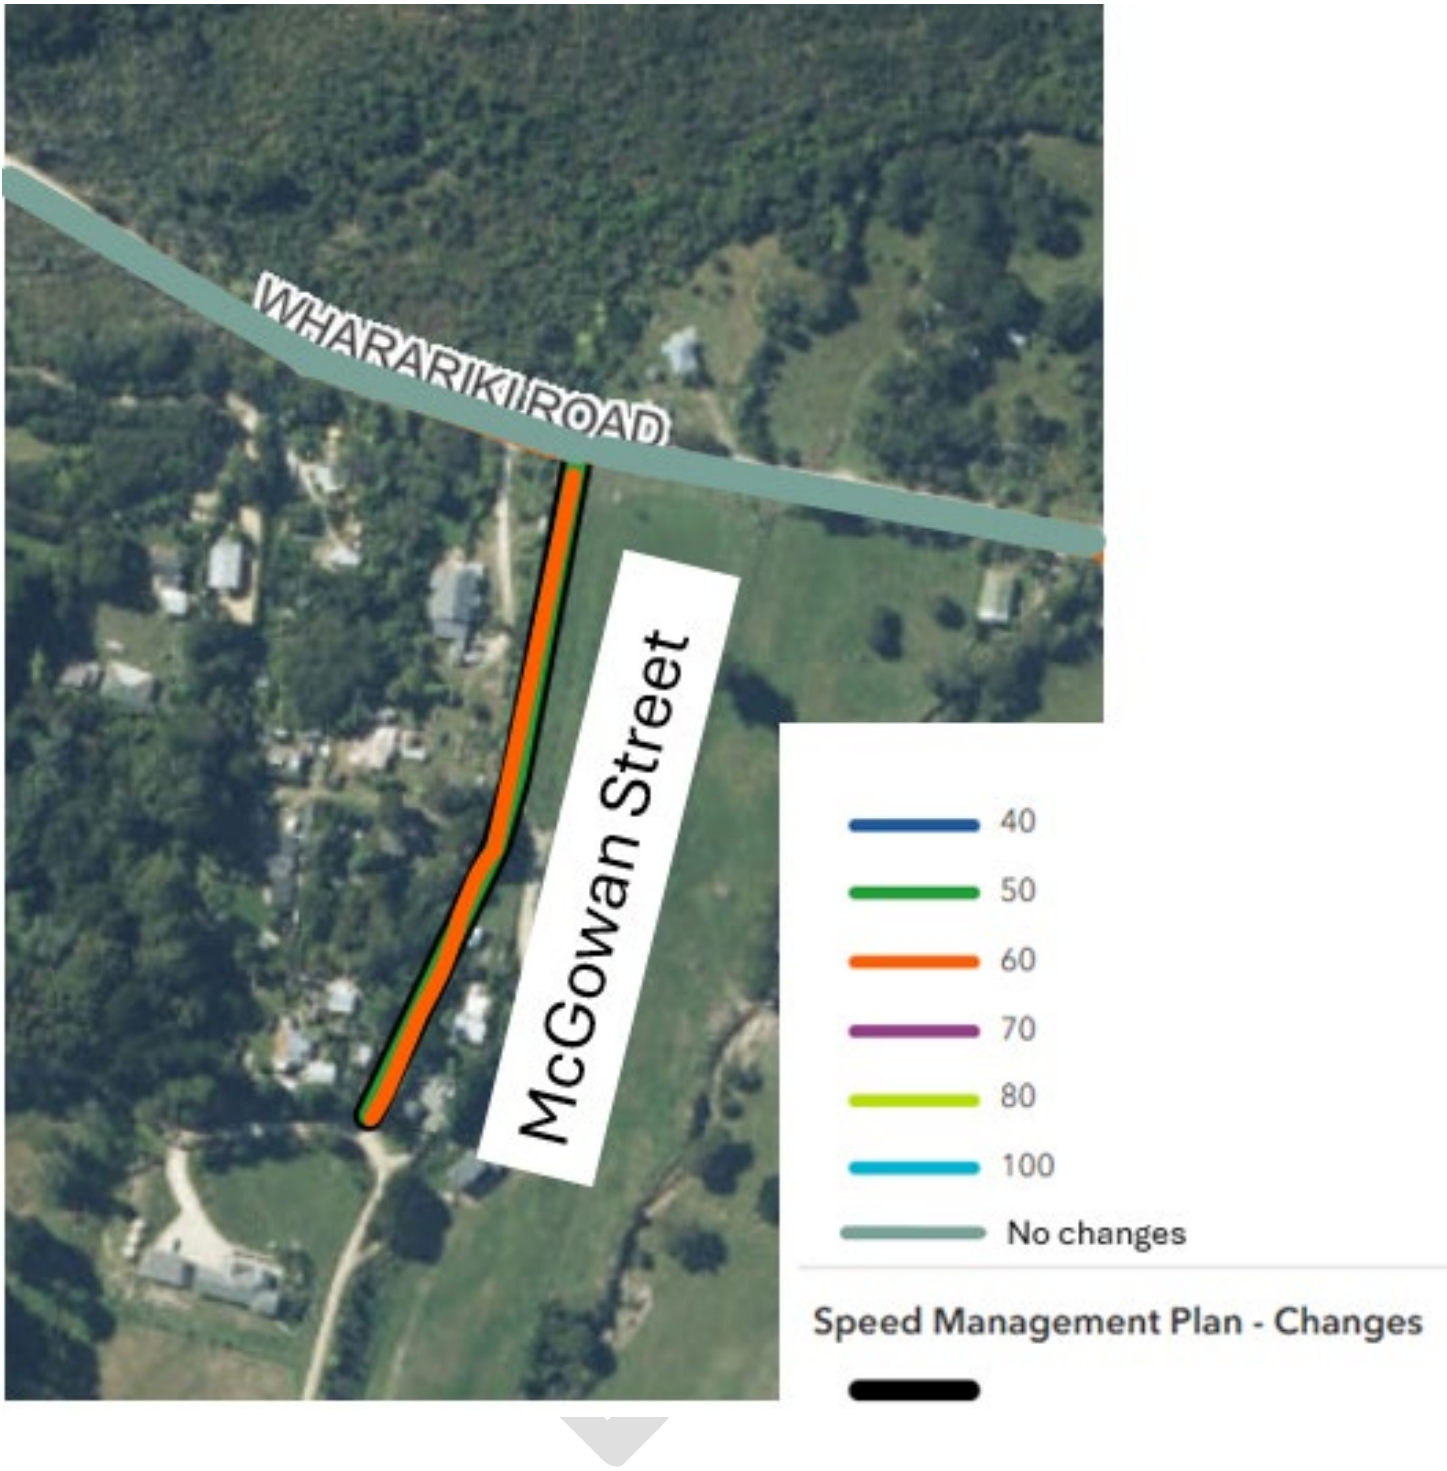 WHARARIKI ROAD
McGowan Street
40
50
60
70
80
100
No changes
Speed Management Plan - Changes